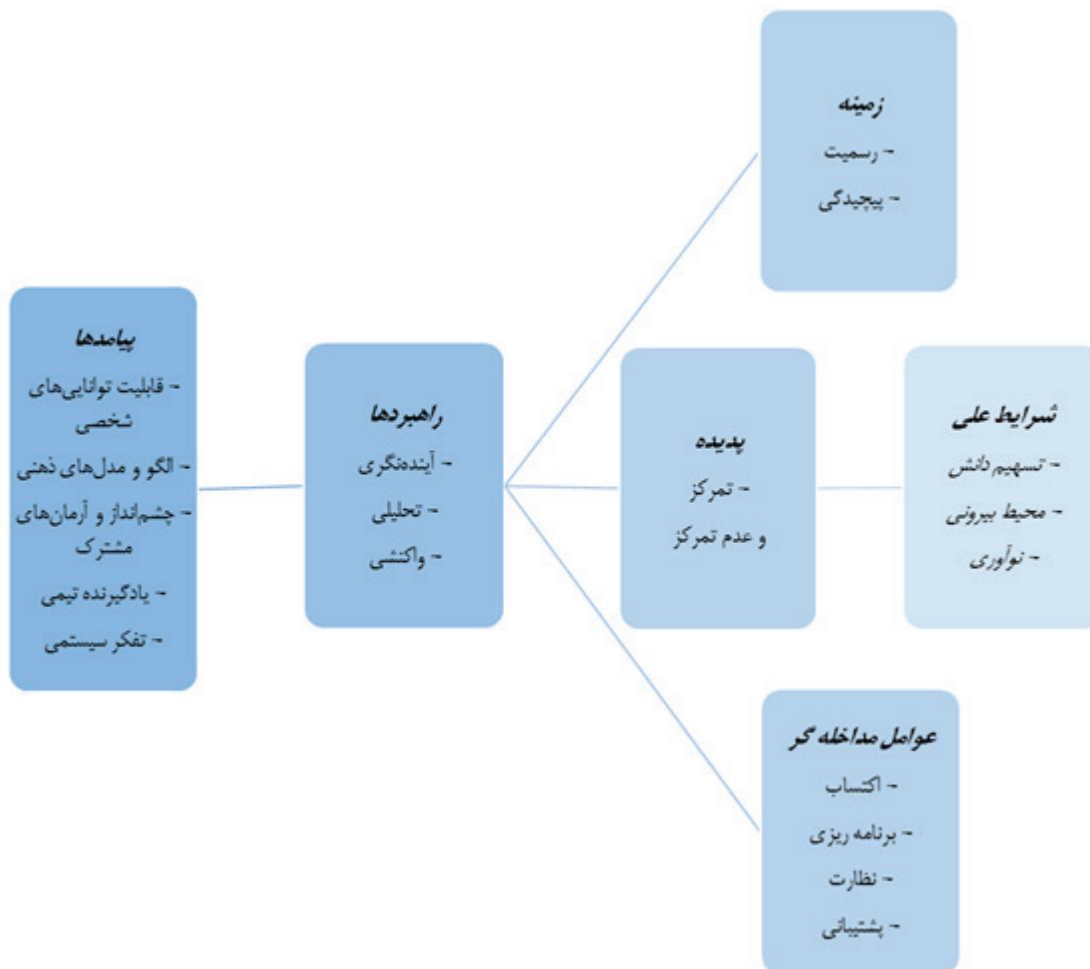 زمینه
- رسمیت
- پیچیدگی
شرایط علی
- تسهیم دانش
- محیط بیرونی
- نوآوری
پدیده
- تمرکز
و عدم تمرکز
راهبردها
- آینده‌نگری
- تحلیلی
- واکنشی
پیامدها
- قابلیت توانایی‌های
شخصی
- الگو و مدل‌های ذهنی
- چشم‌انداز و آرمان‌های
مشترک
- یادگیرنده تیمی
- تفکر سیستمی
عوامل مداخله گر
- اکتساب
- برنامه ریزی
- نظارت
- پشتیبانی